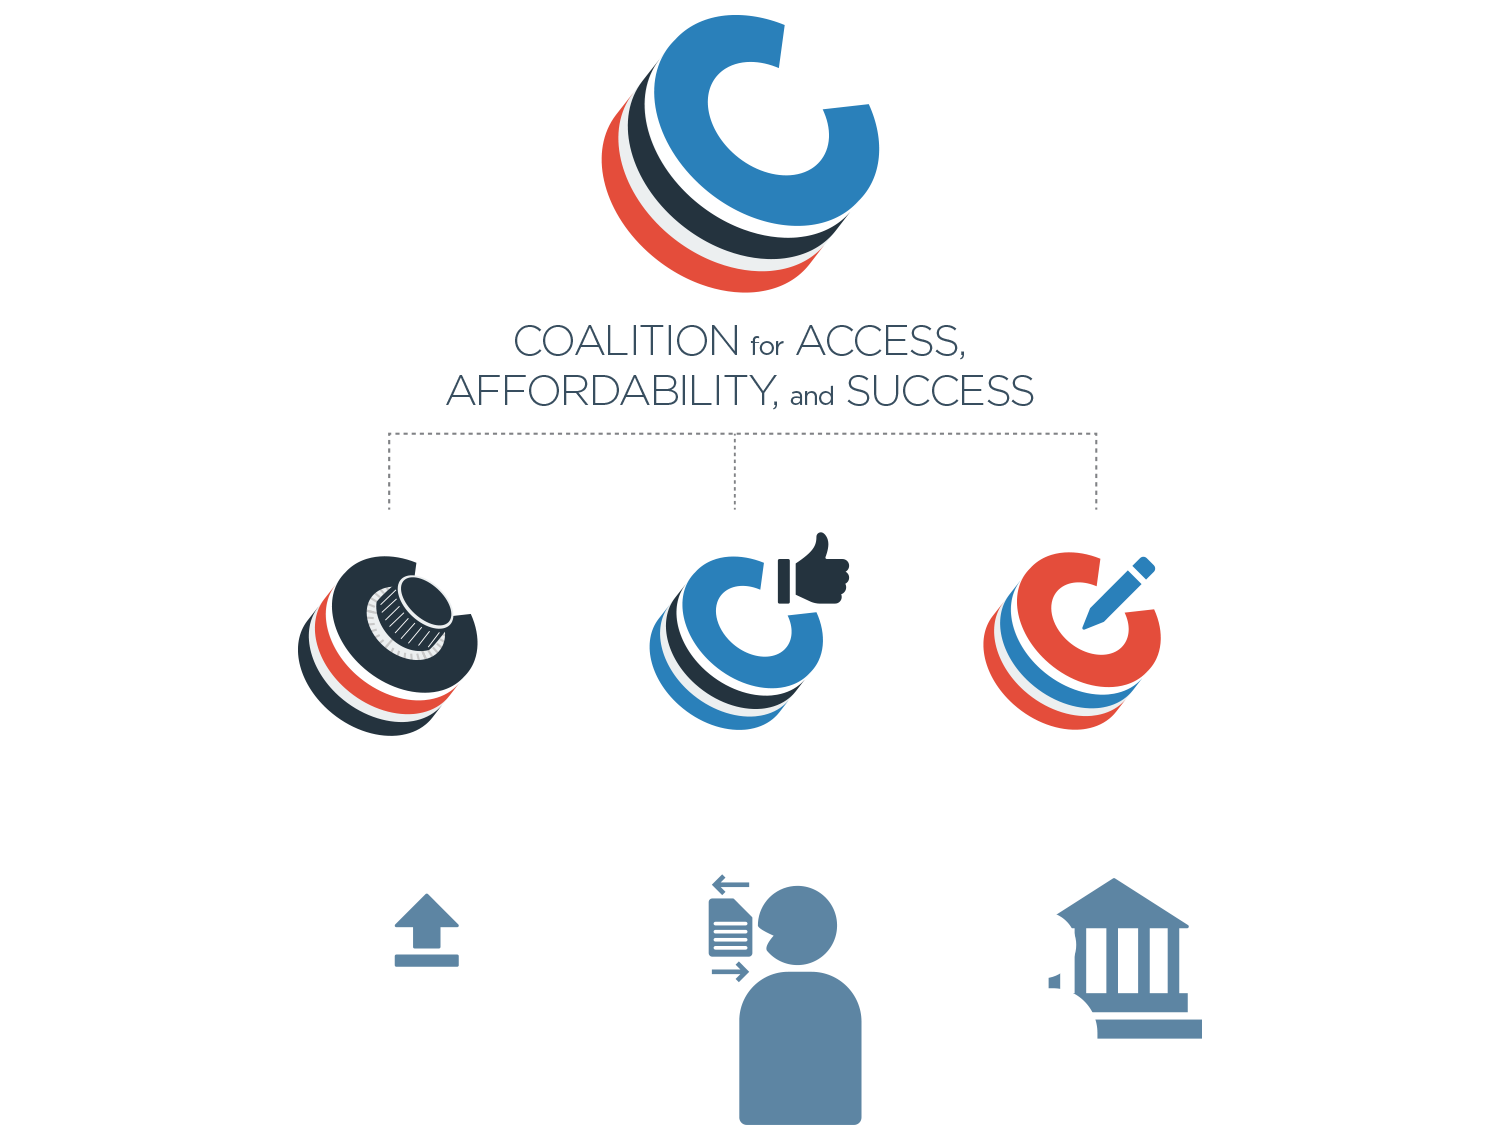 COALITION for ACCESS,
AFFORDABILITY, and SUCCESS